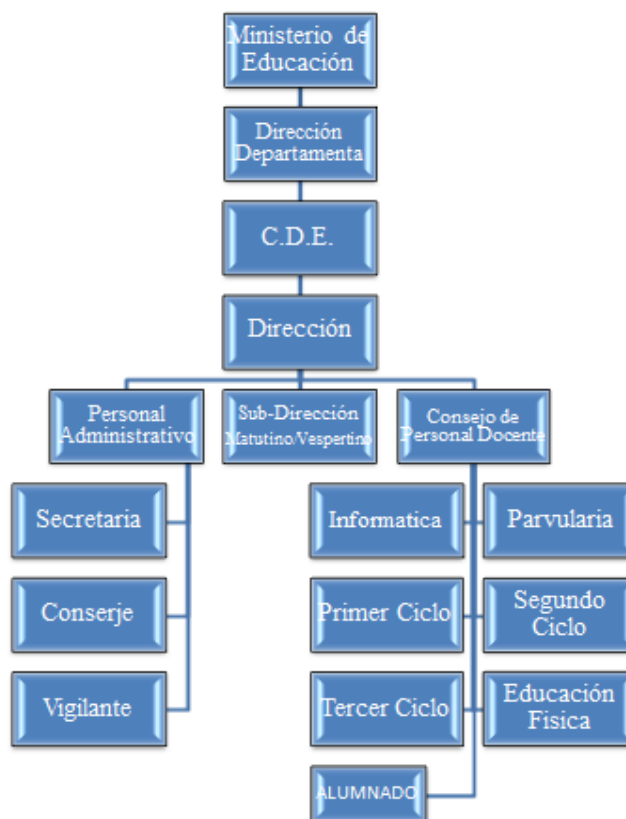 Ministerio de
Educación
Dirección
Departamenta
C.D.E.
Dirección
Personal
Administrativo
Sub-Dirección
Matutino/Vespertino
Consejo de
Personal Docente
Secretaria
Informatica
Parvularia
Conserje
Primer Ciclo
Segundo
Ciclo
Vigilante
Tercer Ciclo
Educación
Fisica
ALUMNADO